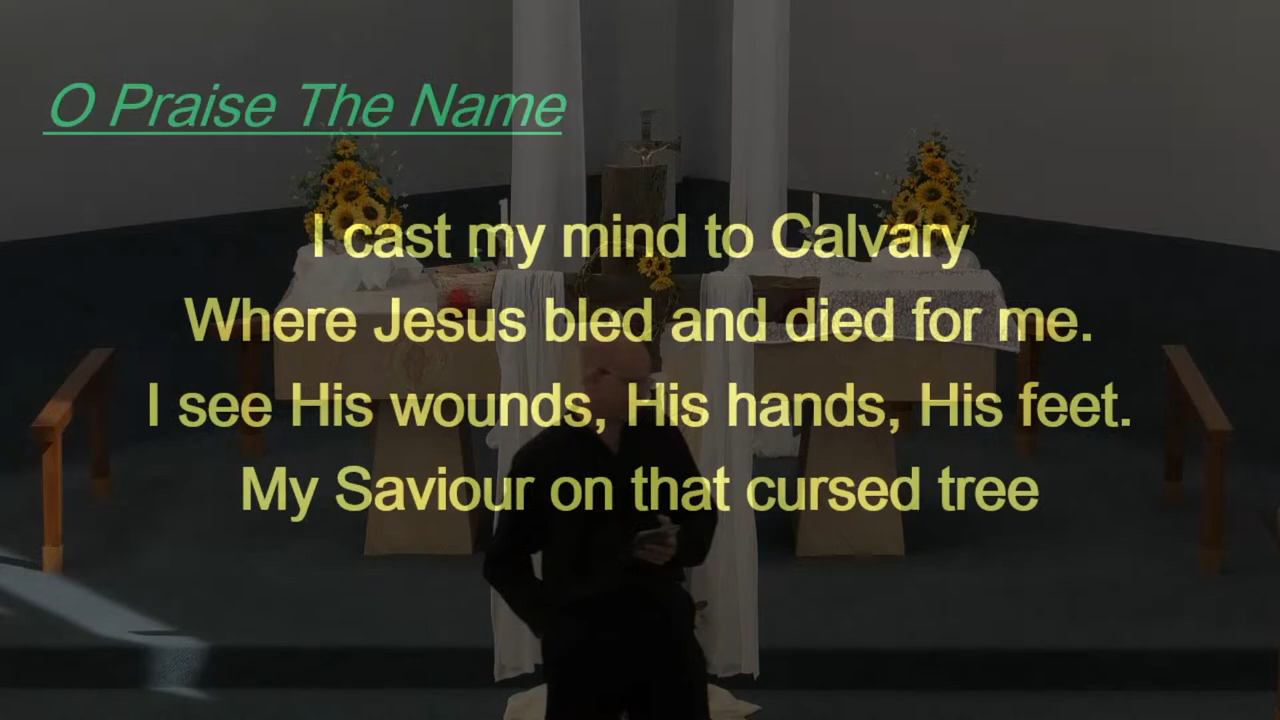 O Praise The Name
I cast my mind to Calvary
Where Jesus bled and died for me.
I see His wounds, His hands, His feet.
My Saviour on that cursed tree